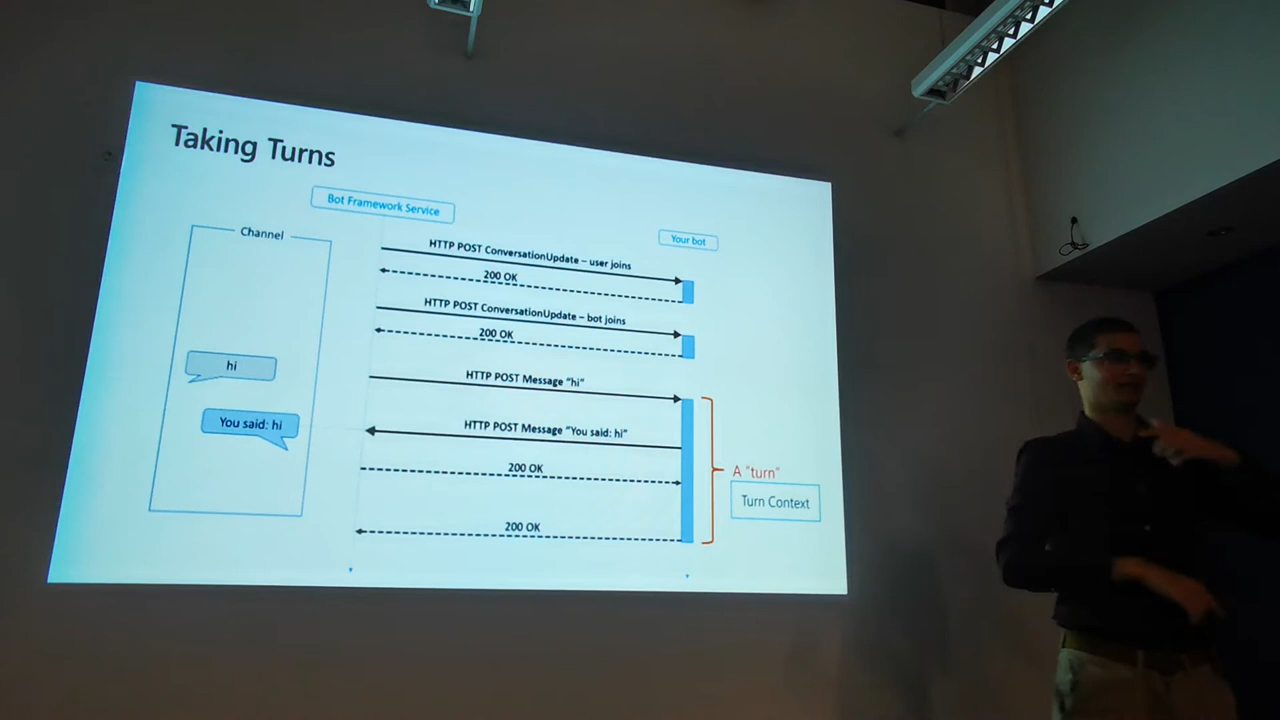 Taking Turns
Bot Framework Service
Channel
Your bot
HTTP POST ConversationUpdate – user joins
200 OK
HTTP POST ConversationUpdate – bot joins
200 OK
hi
HTTP POST Message "hi"
You said: hi
HTTP POST Message "You said: hi"
200 OK
A "turn"
Turn Context
200 OK